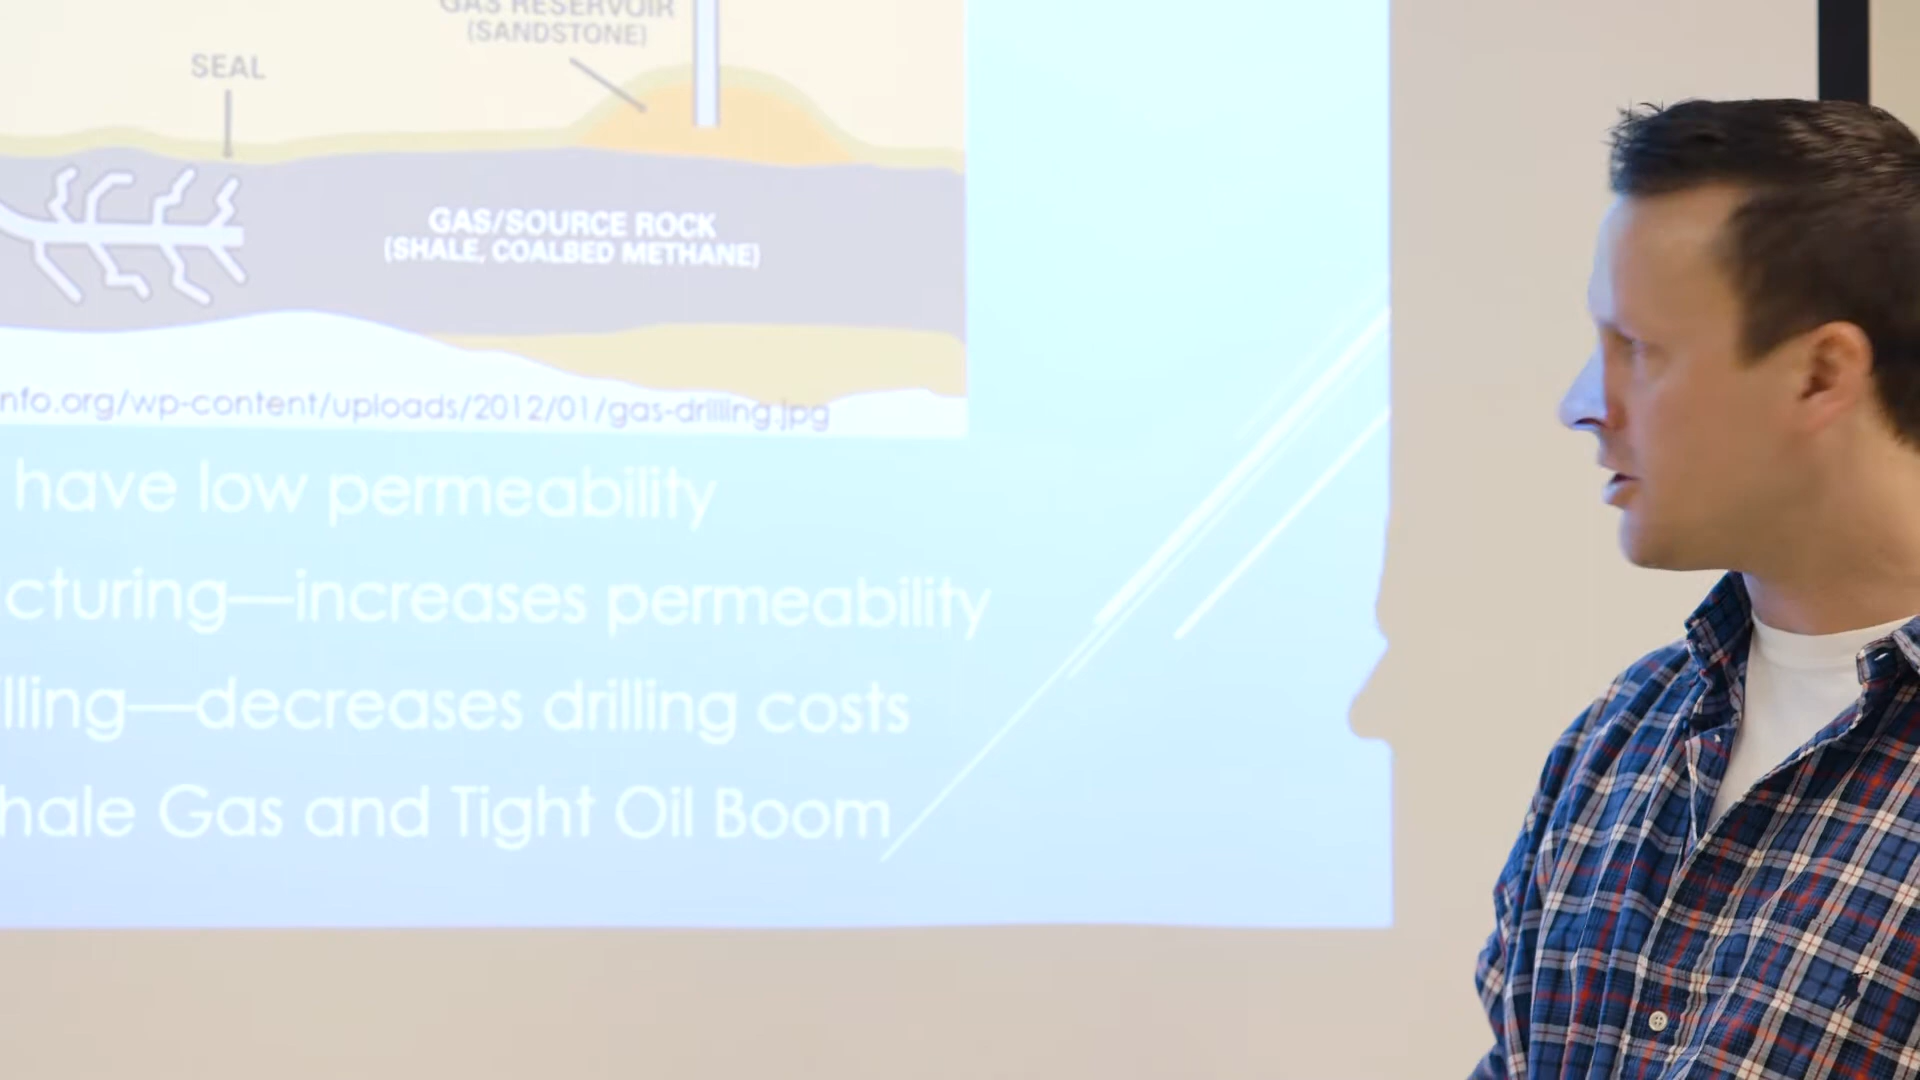 GAS RESERVOIR
(SANDSTONE)
SEAL
GAS/SOURCE ROCK
(SHALE, COALBED METHANE)
nfo.org/wp-content/uploads/2012/01/gas-drilling.jpg
have low permeability
cturing—increases permeability
lling—decreases drilling costs
hale Gas and Tight Oil Boom